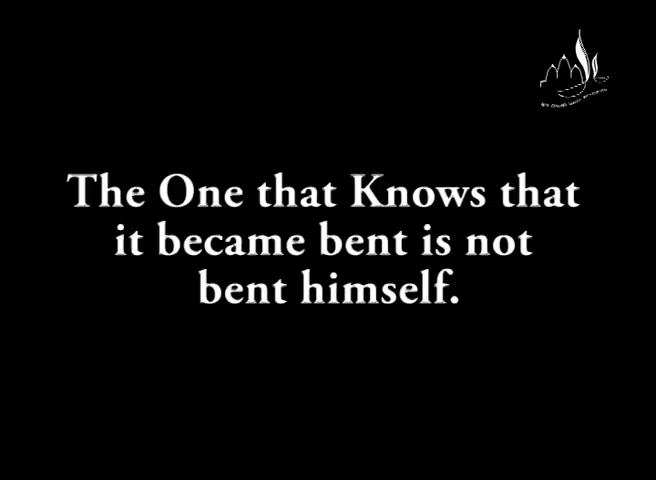 The One that Knows that
it became bent is not
bent himself.